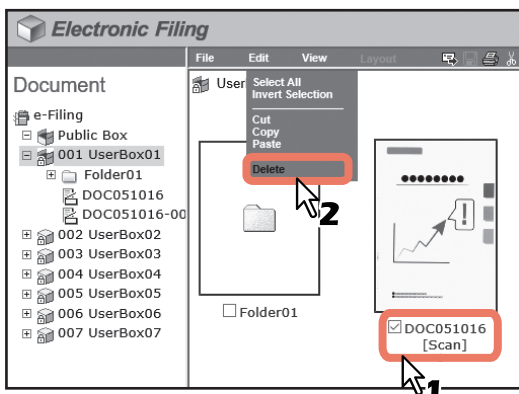 Electronic Filing
File Edit View Layout
Document
e-Filing
Public Box
001 UserBox01
Folder01
DOC051016
DOC051016-00
002 UserBox02
003 UserBox03
004 UserBox04
005 UserBox05
006 UserBox06
007 UserBox07
User
Select All
Invert Selection
Cut
Copy
Paste
Delete
2
Folder01
!
DOC051016
[Scan]
1